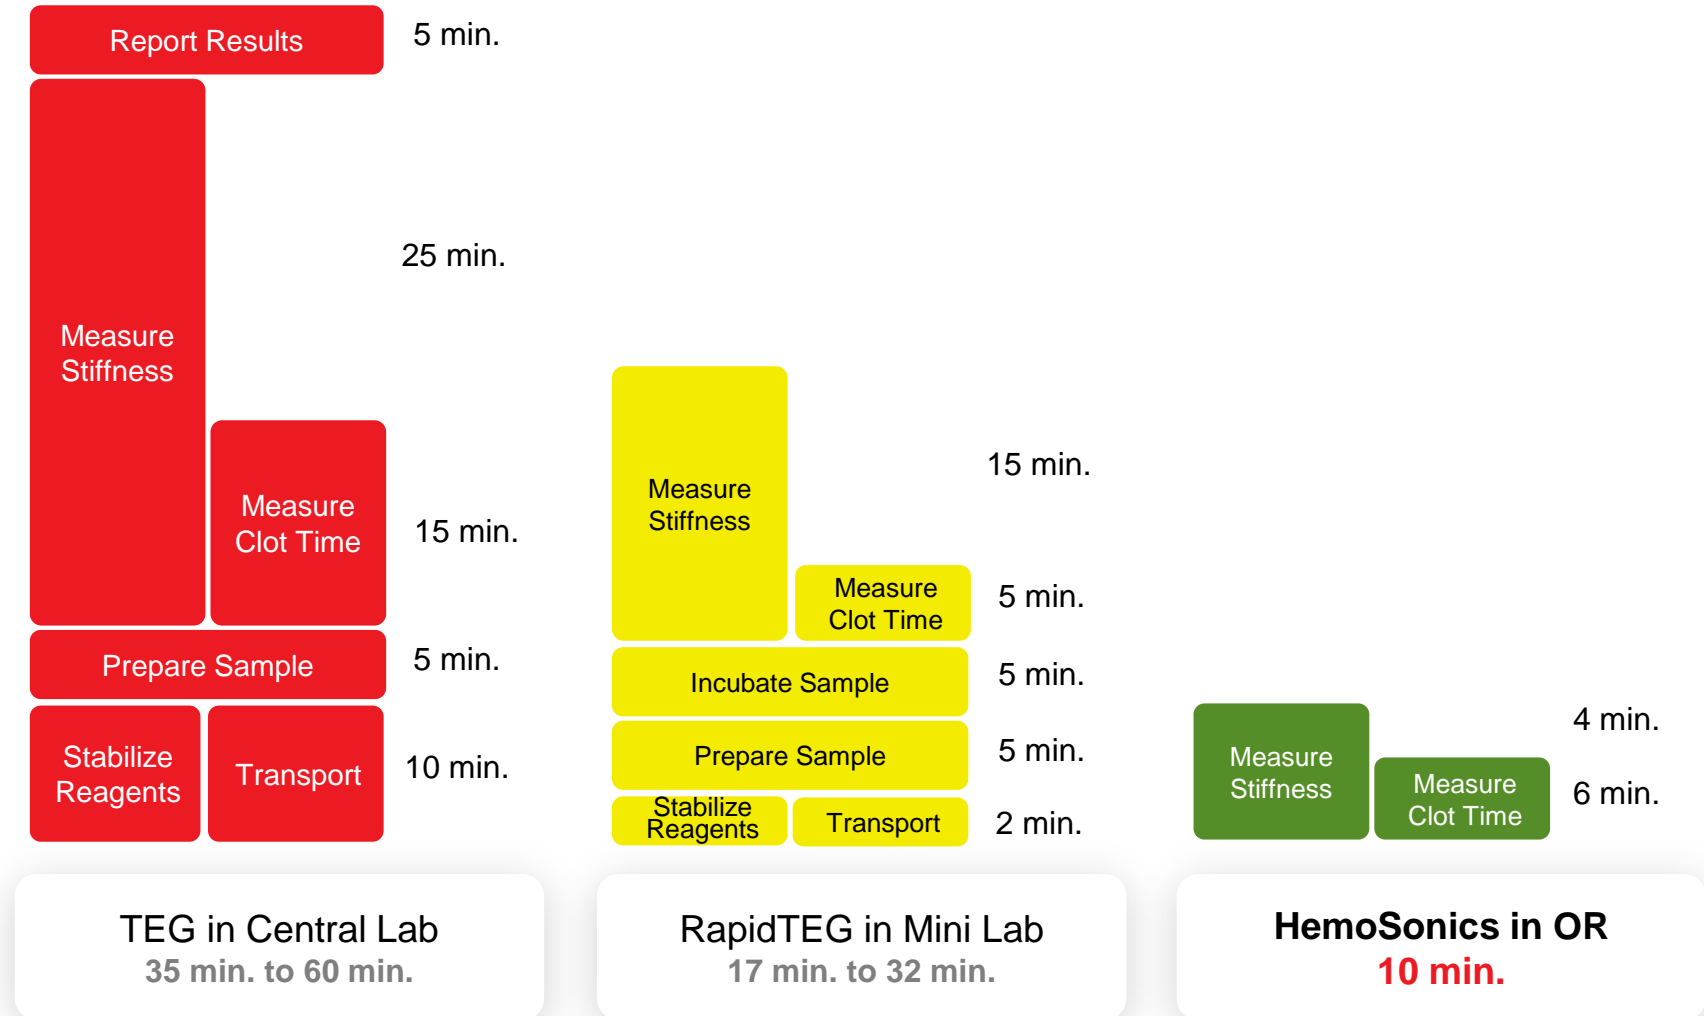 Report Results
5 min.
25 min.
Measure
Stiffness
Measure
Clot Time
15 min.
Prepare Sample
5 min.
Stabilize
Reagents
Transport
10 min.
TEG in Central Lab
35 min. to 60 min.
Measure
Stiffness
15 min.
Measure
Clot Time
5 min.
Incubate Sample
5 min.
Prepare Sample
5 min.
Stabilize
Reagents
Transport
2 min.
RapidTEG in Mini Lab
17 min. to 32 min.
Measure
Stiffness
4 min.
Measure
Clot Time
6 min.
HemoSonics in OR
10 min.